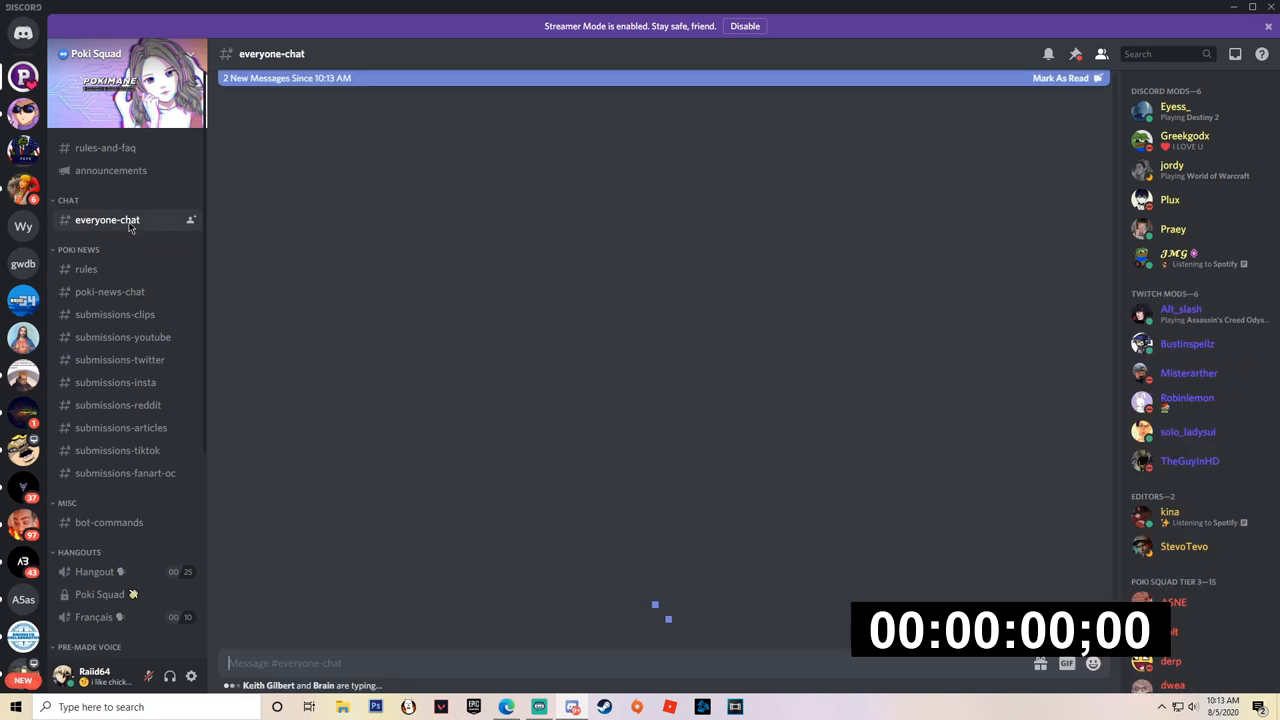 DISCORD
Streamer Mode is enabled. Stay safe, friend.
Disable
Poki Squad
POKIMANE
# everyone-chat
Search
2 New Messages Since 10:13 AM
Mark As Read
rules-and-faq
announcements
CHAT
everyone-chat
POKI NEWS
rules
poki-news-chat
submissions-clips
submissions-youtube
submissions-twitter
submissions-insta
submissions-reddit
submissions-articles
submissions-tiktok
submissions-fanart-oc
MISC
bot-commands
HANGOUTS
Hangout
00 25
Poki Squad
Français
00 10
PRE-MADE VOICE
Raiid64
i like chick...
6
Wy
gwdb
1
37
97
AB
43
A5as
NEW
Message #everyone-chat
GIF
Keith Gilbert and Brain are typing...
DISCORD MODS—6
Eyess_
Playing Destiny 2
Greekgodx
I LOVE U
jordy
Playing World of Warcraft
Plux
Praey
JMG
Listening to Spotify
TWITCH MODS—6
Alt_slash
Playing Assassin's Creed Odys...
Bustinspellz
Misterarther
Robinlemon
solo_ladysui
TheGuyInHD
EDITORS—2
kina
Listening to Spotify
StevoTevo
POKI SQUAD TIER 3—15
derp
dwea
00:00:00;00
Type here to search
10:13 AM
8/5/2020
2